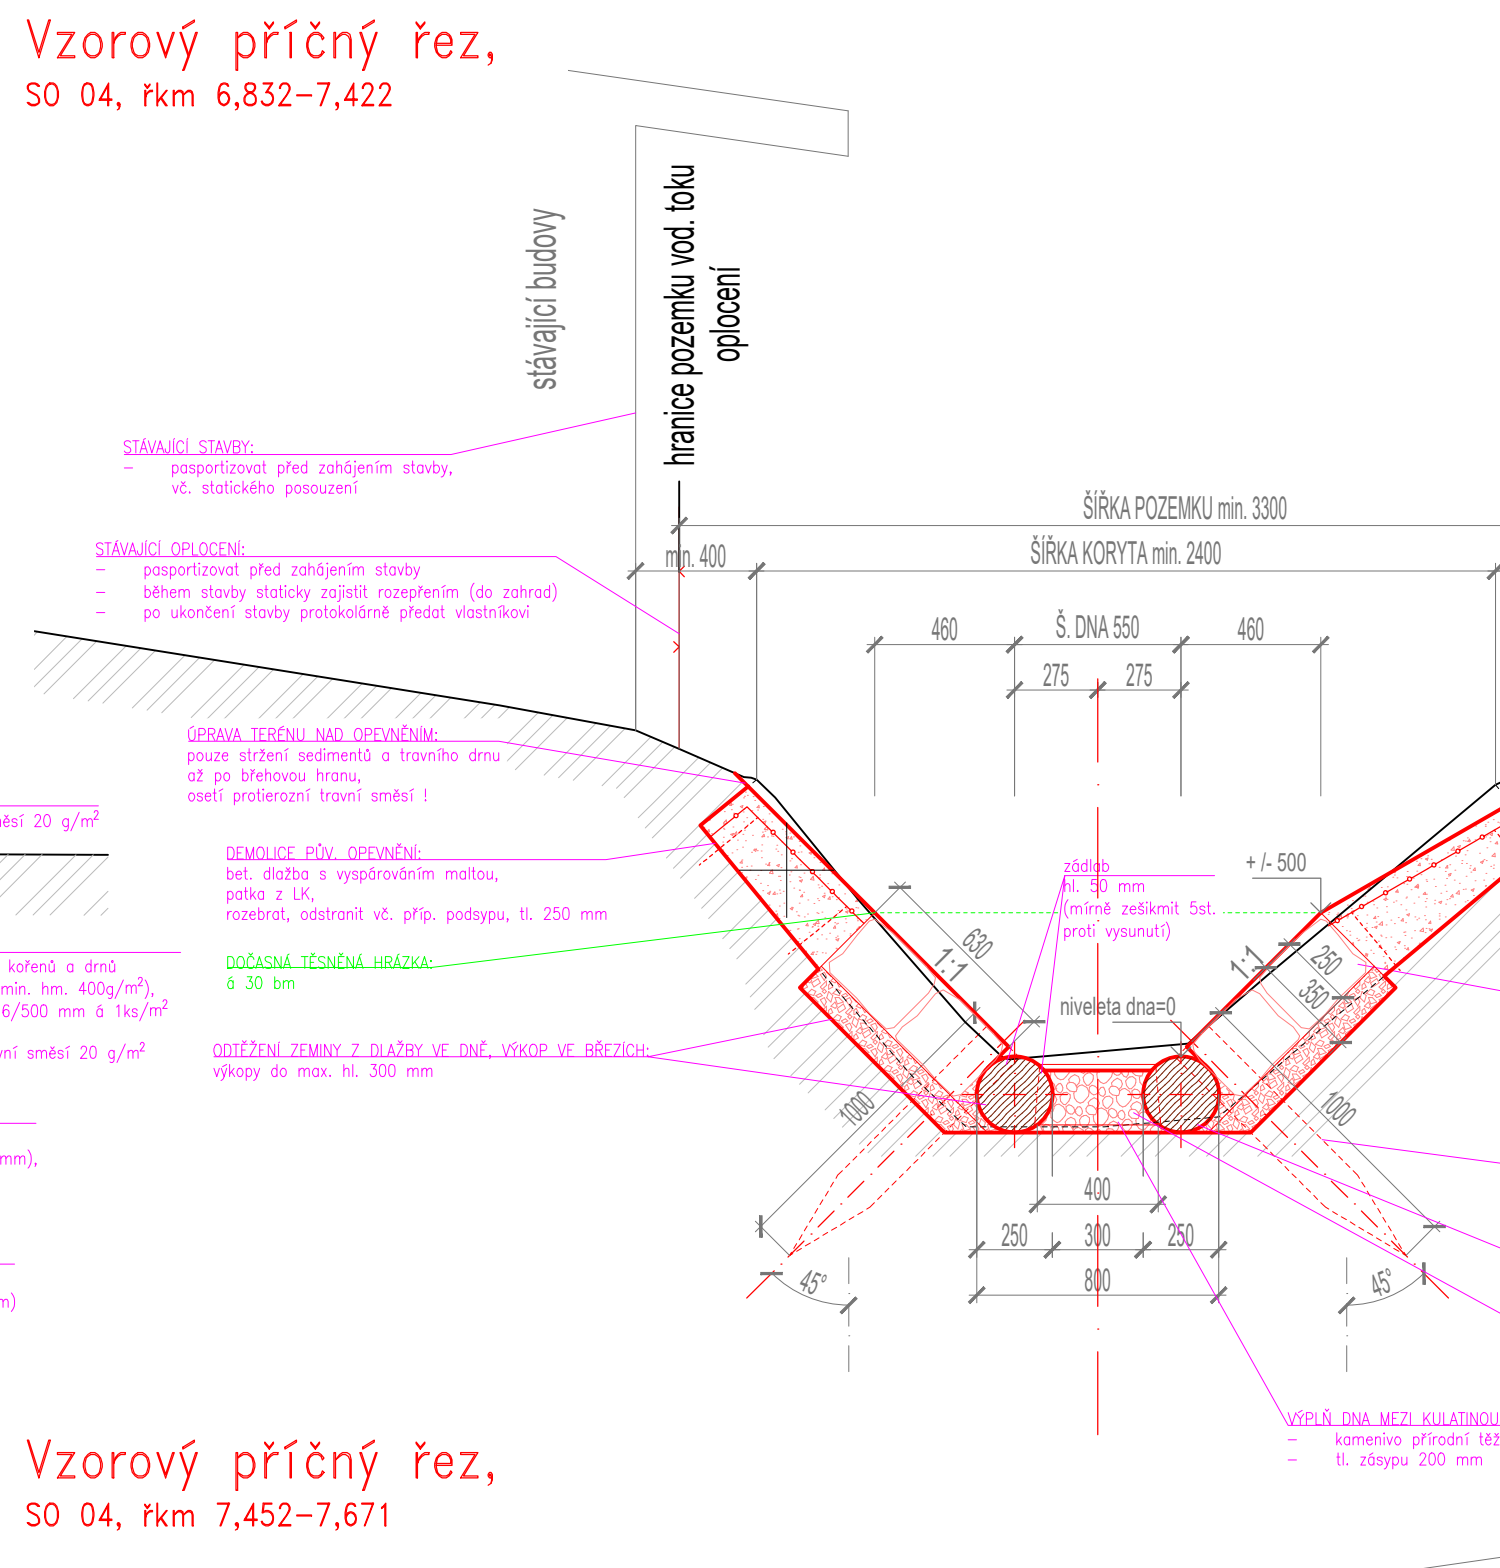 Vzorový příčný řez,
SO 04, řkm 6,832-7,422
stávající budovy
hranice pozemku vod. toku
oplocení
STÁVAJÍCÍ STAVBY:
- pasportizovat před zahájením stavby,
vč. statického posouzení
STÁVAJÍCÍ OPLOCENÍ:
- pasportizovat před zahájením stavby
- během stavby staticky zajistit rozepřením (do zahrad)
- po ukončení stavby protokolárně předat vlastníkovi
ŠÍŘKA POZEMKU min. 3300
min. 400
ŠÍŘKA KORYTA min. 2400
460
Š. DNA 550
460
275
275
ÚPRAVA TERÉNU NAD OPEVNĚNÍM:
pouze stržení sedimentů a travního drnu
až po břehovou hranu,
osetí protierozní travní směsí !
20 g/m²
DEMOLICE PŮV. OPEVNĚNÍ:
bet. dlažba s vyspárováním maltou,
patka z LK,
rozebrat, odstranit vč. příp. podsypu, tl. 250 mm
zádlab
hl. 50 mm
(mírně zešikmit 5st.
proti vysunutí)
+ /- 500
DOČASNÁ TĚSNĚNÁ HRÁZKA:
á 30 bm
kořenů a drnů
min. hm. 400g/m²),
6/500 mm á 1ks/m²
směsí 20 g/m²
630
1:1
1:1
250
350
niveleta dna=0
ODTĚŽENÍ ZEMINY Z DLAŽBY VE DNĚ, VÝKOP VE BŘEZÍCH:
výkopy do max. hl. 300 mm
1000
1000
mm),
400
250
300
250
800
45°
45°
VÝPLŇ DNA MEZI KULATINOU
- kamenivo přírodní těž
- tl. zásypu 200 mm
Vzorový příčný řez,
SO 04, řkm 7,452-7,671